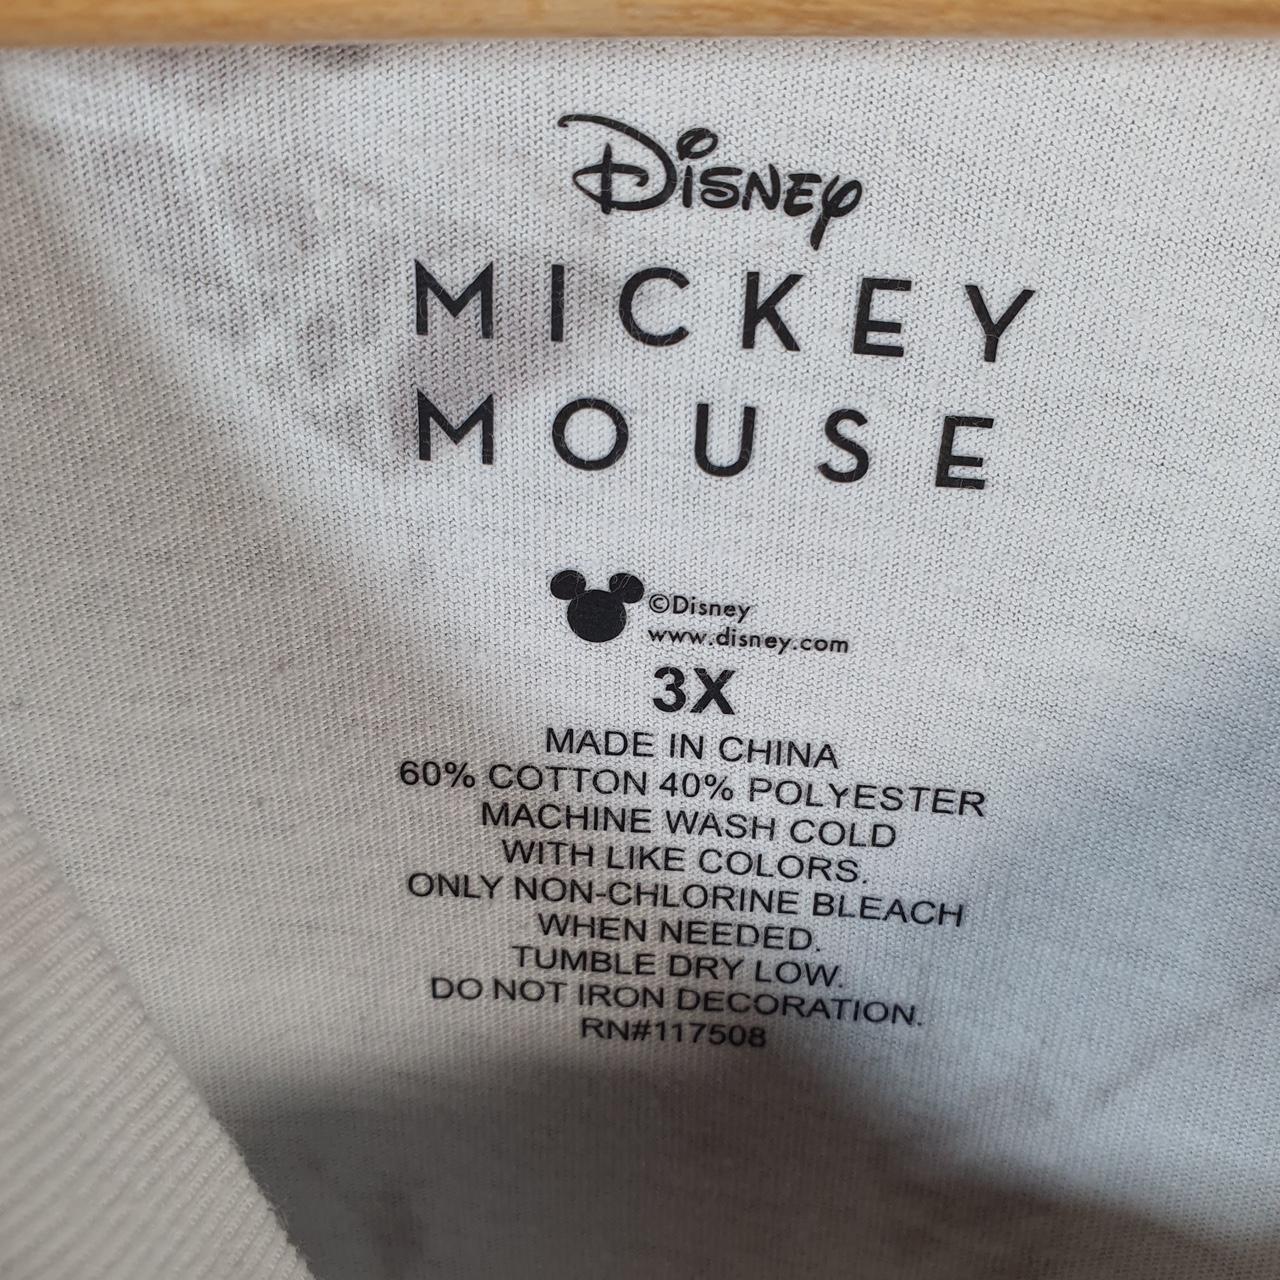 Disney
MICKEY
MOUSE
©Disney
www.disney.com
3X
MADE IN CHINA
60% COTTON 40% POLYESTER
MACHINE WASH COLD
WITH LIKE COLORS.
ONLY NON-CHLORINE BLEACH
WHEN NEEDED.
TUMBLE DRY LOW.
DO NOT IRON DECORATION.
RN#117508